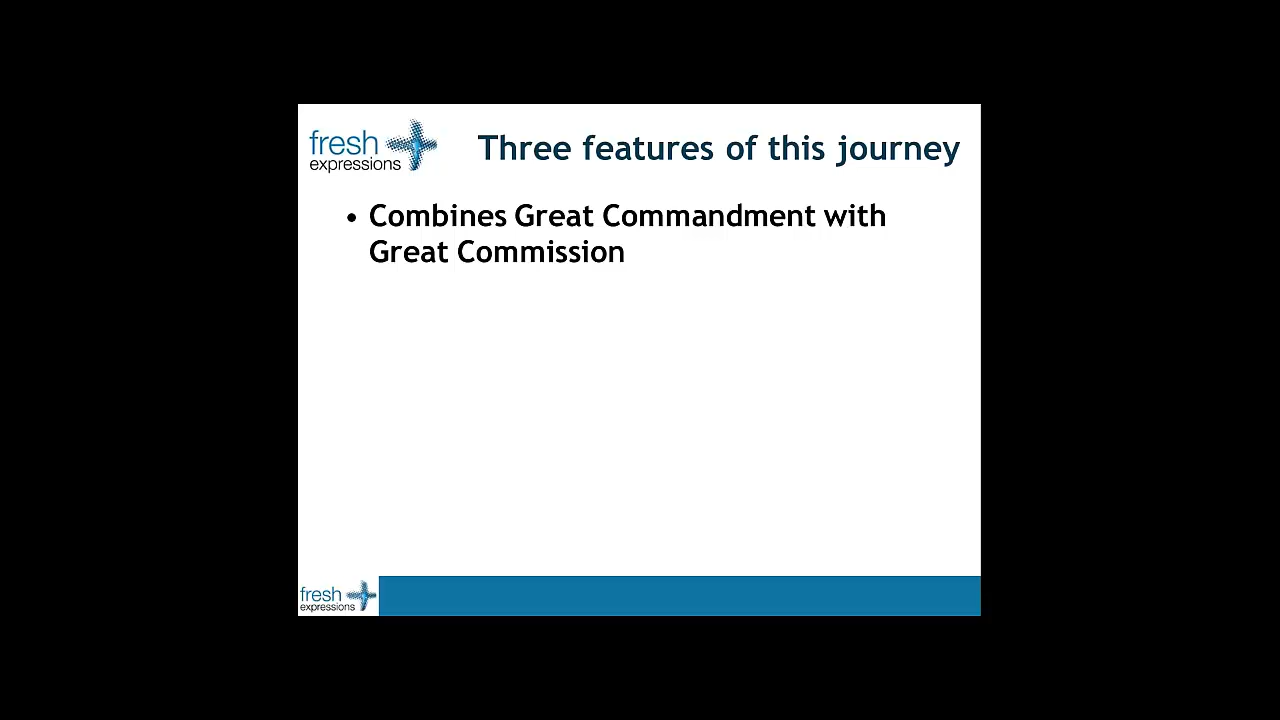 fresh
expressions
Three features of this journey
• Combines Great Commandment with
Great Commission
fresh
expressions